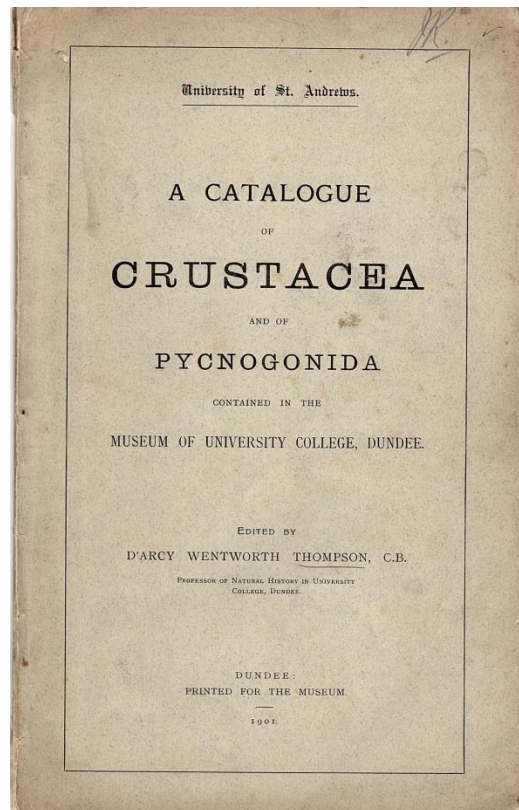 University of St. Andrews.
A CATALOGUE
OF
CRUSTACEA
AND OF
PYCNOGONIDA
CONTAINED IN THE
MUSEUM OF UNIVERSITY COLLEGE, DUNDEE.
EDITED BY
D'ARCY WENTWORTH THOMPSON, C.B.
PROFESSOR OF NATURAL HISTORY IN UNIVERSITY
COLLEGE, DUNDEE.
DUNDEE:
PRINTED FOR THE MUSEUM
1901.